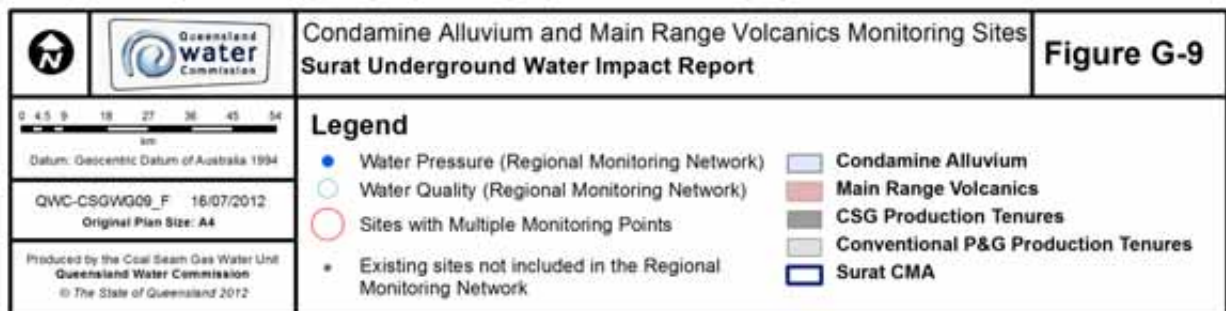 N
Queensland
water
Commission
Condamine Alluvium and Main Range Volcanics Monitoring Sites
Surat Underground Water Impact Report
Figure G-9
0 4.5 9 18 27 36 45 54
km
Datum: Geocentric Datum of Australia 1994
QWC-CSGWG09_F 16/07/2012
Original Plan Size: A4
Produced by the Coal Seam Gas Water Unit
Queensland Water Commission
© The State of Queensland 2012
Legend
Water Pressure (Regional Monitoring Network)
Water Quality (Regional Monitoring Network)
Sites with Multiple Monitoring Points
Existing sites not included in the Regional
Monitoring Network
Condamine Alluvium
Main Range Volcanics
CSG Production Tenures
Conventional P&G Production Tenures
Surat CMA